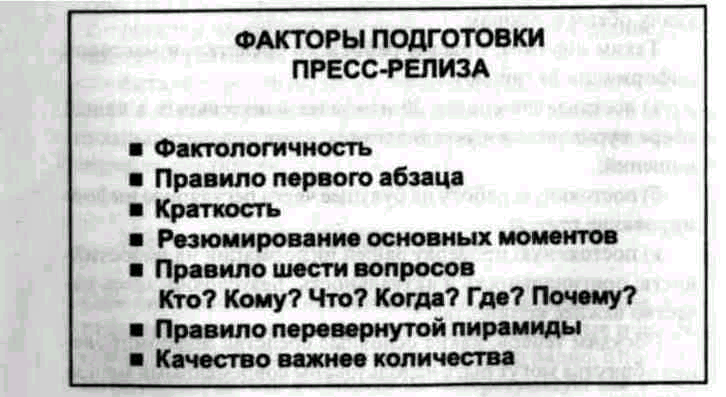 ФАКТОРЫ ПОДГОТОВКИ
ПРЕСС-РЕЛИЗА
■ Фактологичность
■ Правило первого абзаца
■ Краткость
■ Резюмирование основных моментов
■ Правило шести вопросов
Кто? Кому? Что? Когда? Где? Почему?
■ Правило перевернутой пирамиды
■ Качество важнее количества